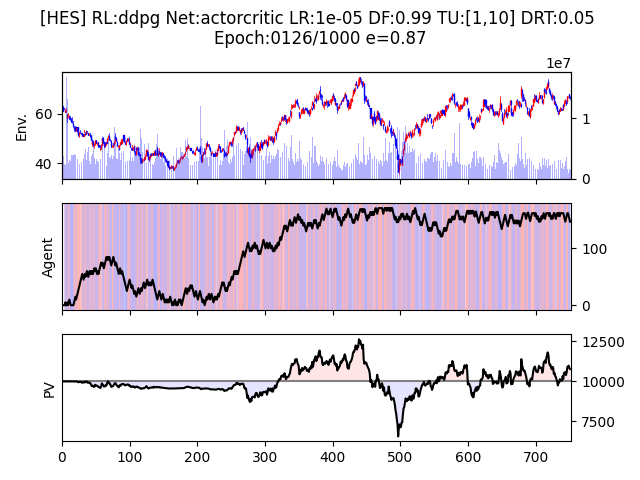 [HES] RL:ddpg Net:actorcritic LR:1e-05 DF:0.99 TU:[1,10] DRT:0.05
Epoch:0126/1000 e=0.87
1e7
Env.
60
40
1
0
Agent
100
0
PV
12500
10000
7500
0 100 200 300 400 500 600 700